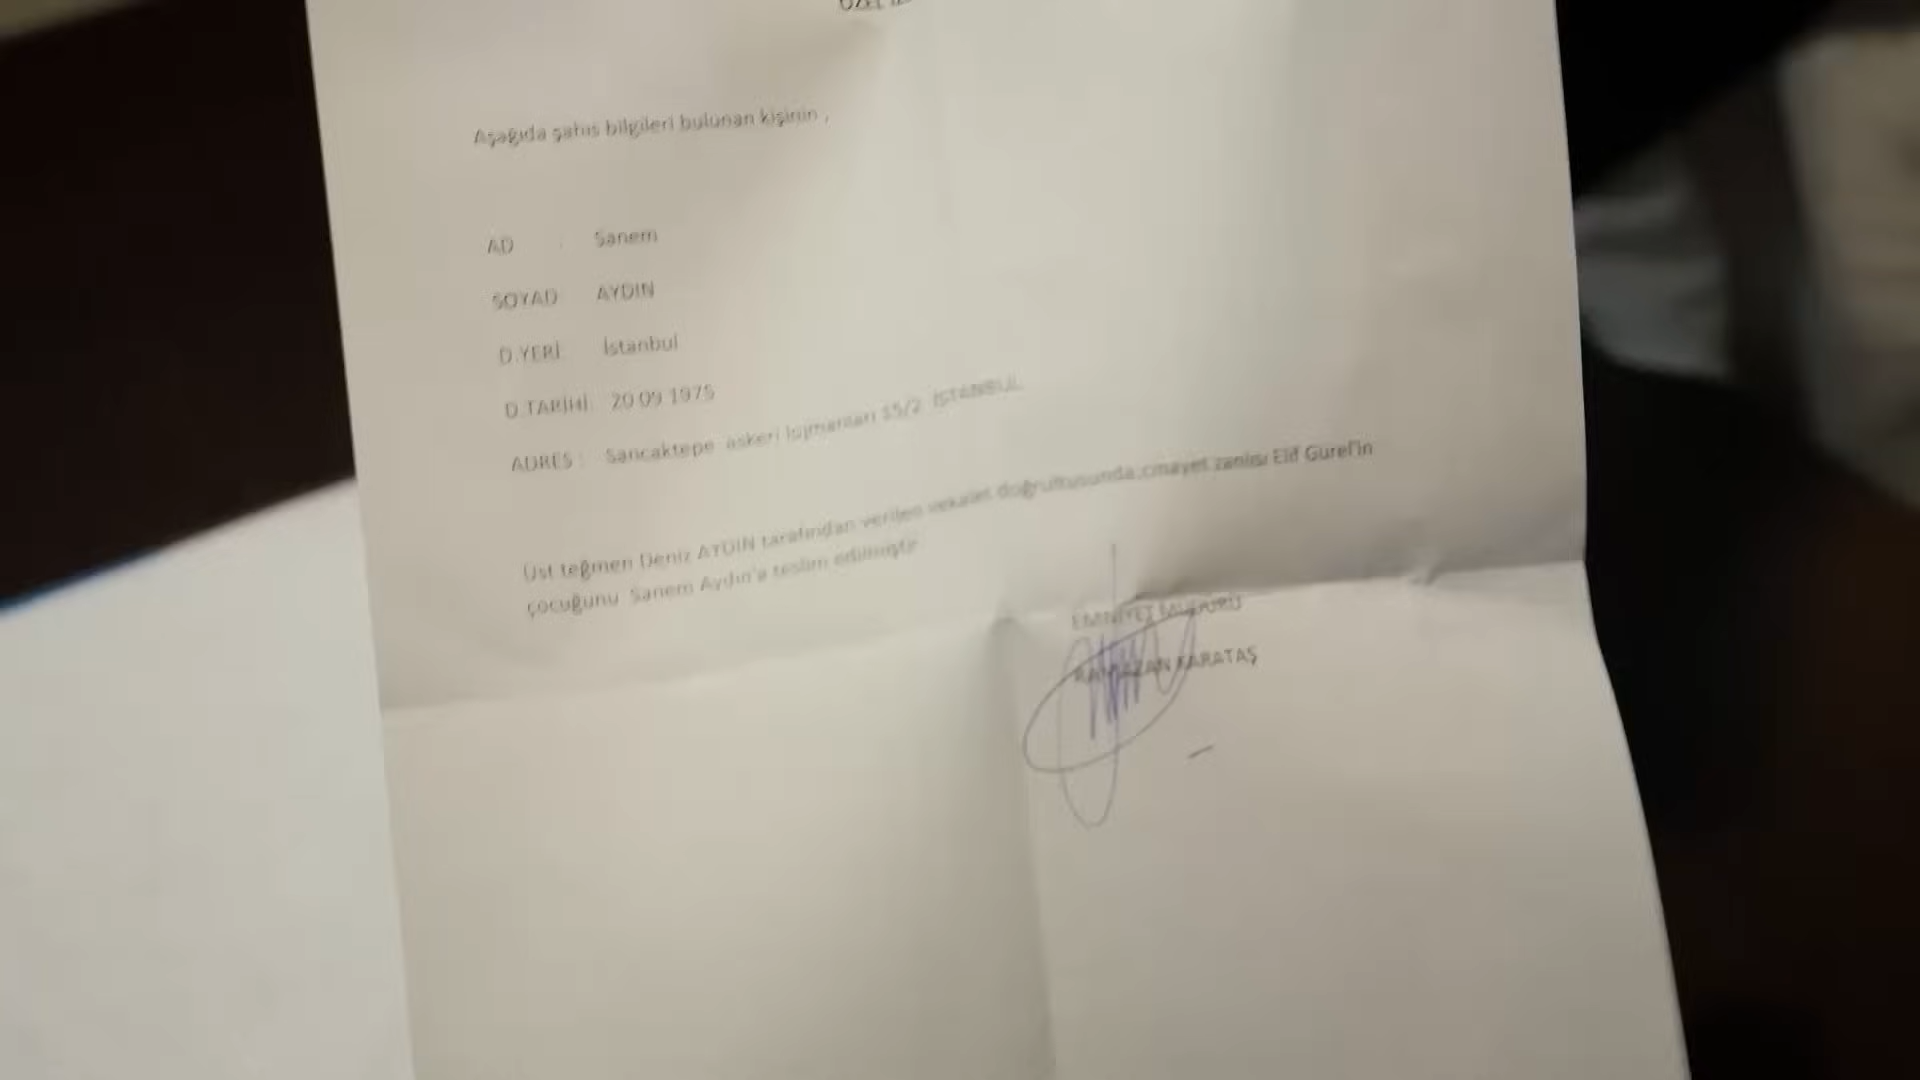 Aşağıda şahıs bilgileri bulunan kişinin ,
AD : Sanem
SOYAD AYDIN
D.YERİ İstanbul
D.TARİHİ: 20 09 1975
ADRES : Sancaktepe askeri lojmanları 15/2 İSTANBUL
Üst teğmen Deniz AYDIN tarafından verilen vekalet doğrultusunda,cinayet zanlısı Elif Gürel'in
çocuğunu Sanem Aydın'a teslim edilmiştir
EMNİYET MÜDÜRÜ
RAMAZAN KARATAŞ